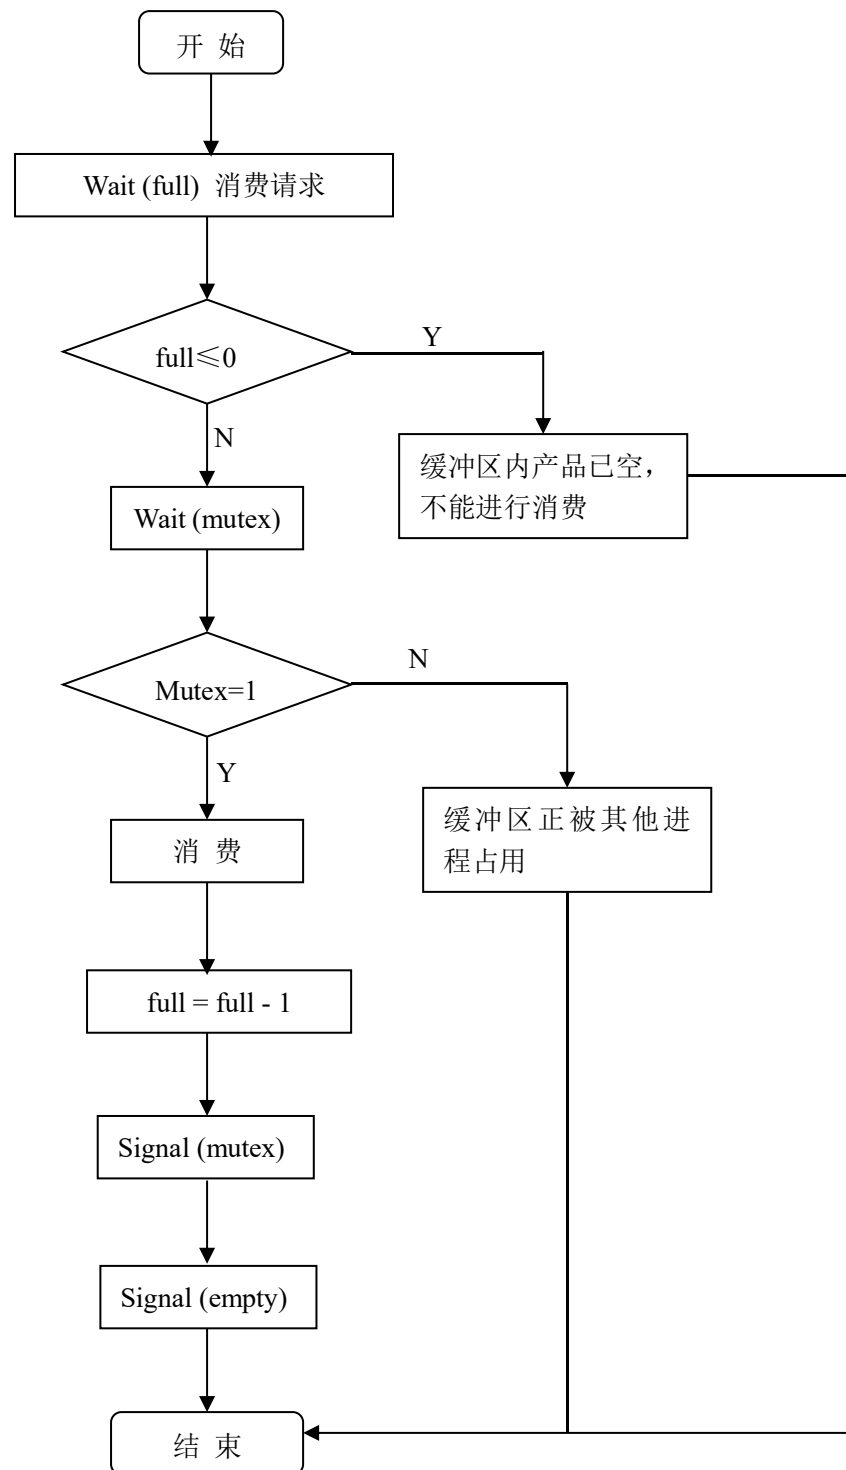 开 始
Wait (full) 消费请求
full≤0
Y
N
缓冲区内产品已空，
不能进行消费
Wait (mutex)
Mutex=1
N
Y
缓冲区正被其他进
程占用
消 费
full = full - 1
Signal (mutex)
Signal (empty)
结 束